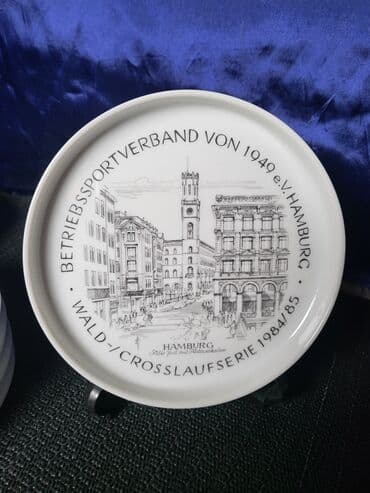 BETRIEBSSPORTVERBAND VON 1949 e.V. HAMBURG
HAMBURG
WALD-/CROSSLAUFSERIE 1984/85